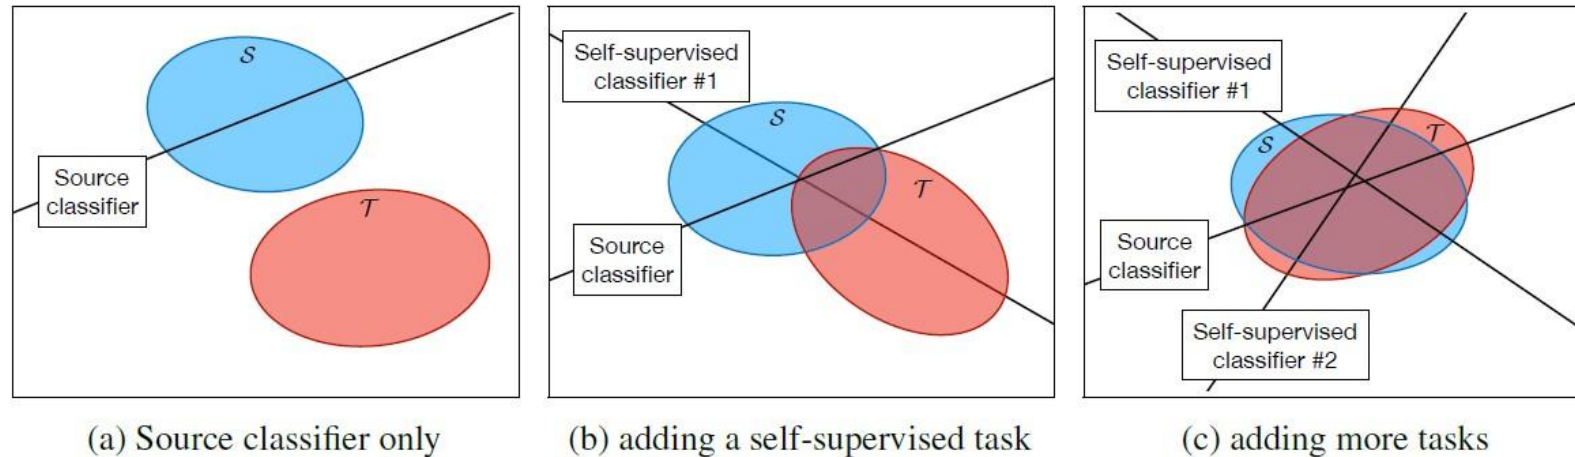 S
T
Source
classifier
(a) Source classifier only
Self-supervised
classifier #1
S
T
Source
classifier
(b) adding a self-supervised task
Self-supervised
classifier #1
S
T
Source
classifier
Self-supervised
classifier #2
(c) adding more tasks